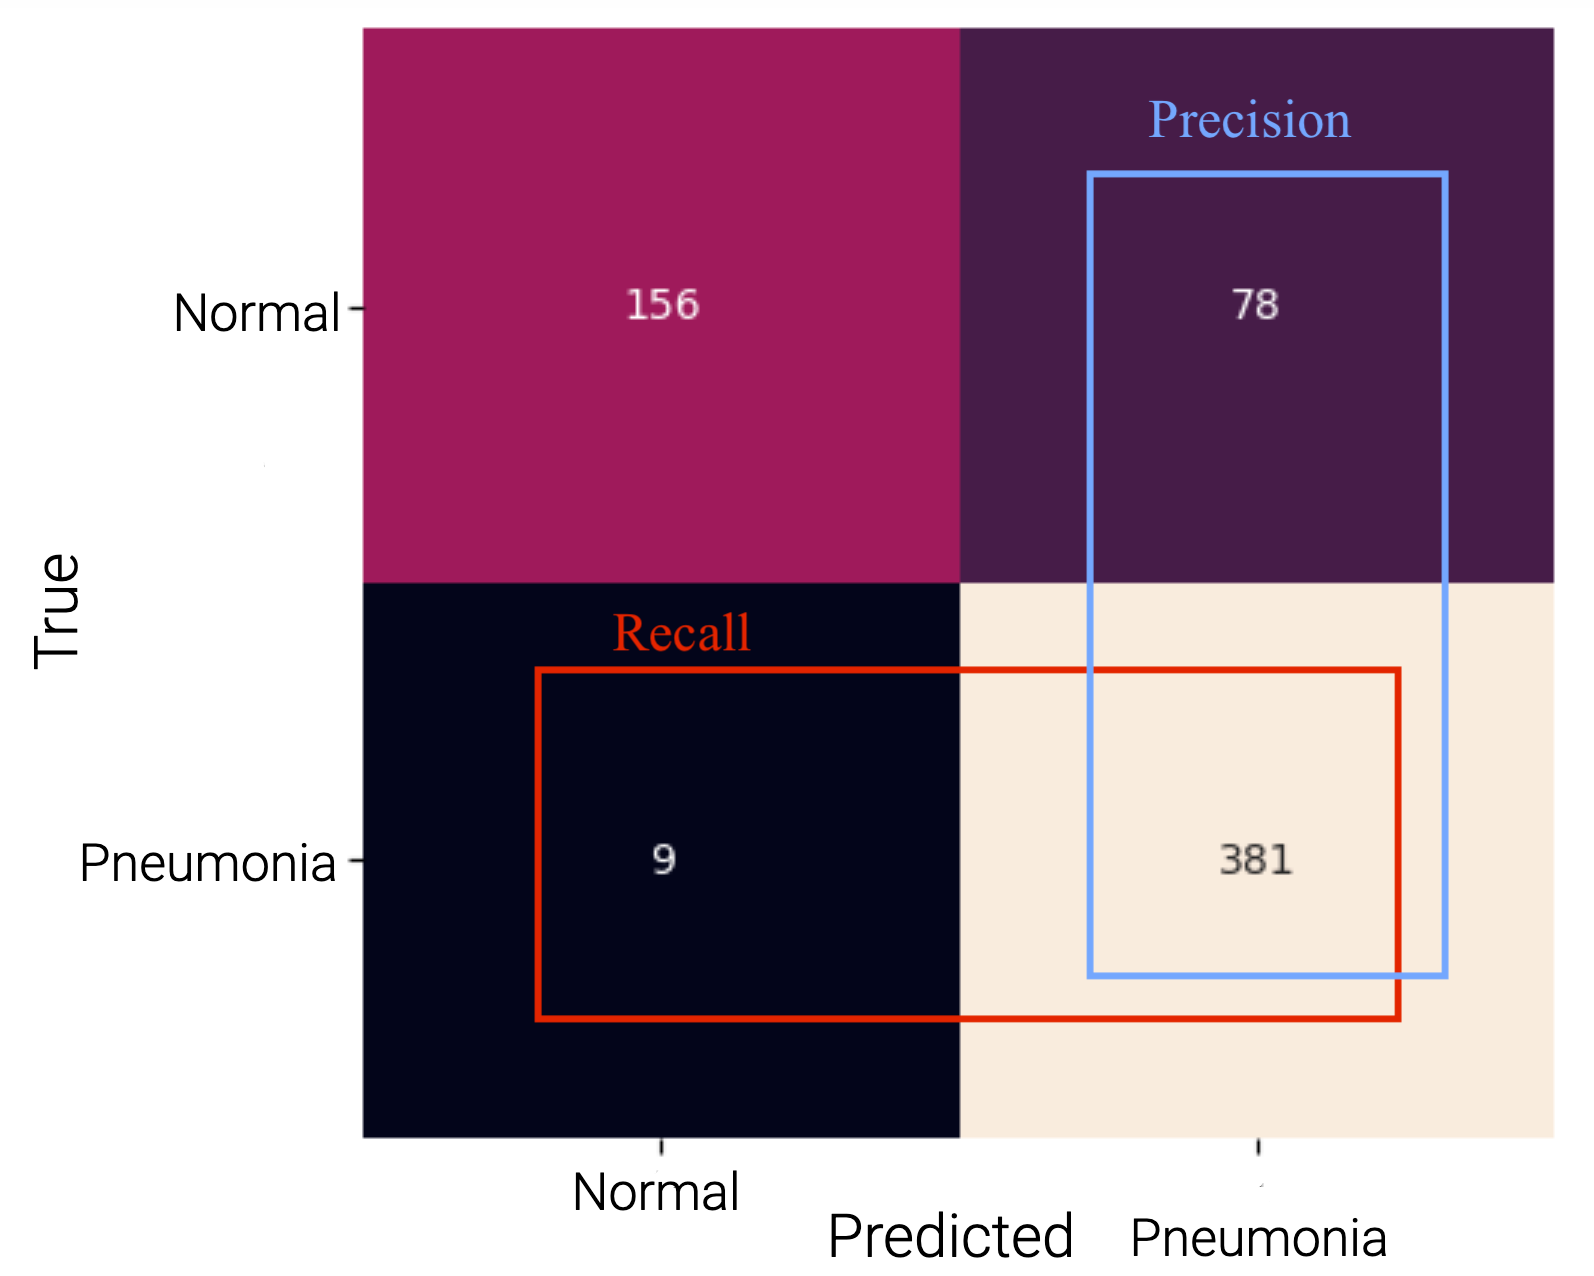 Precision
Normal
156
78
True
Recall
Pneumonia
9
381
Normal
Predicted
Pneumonia